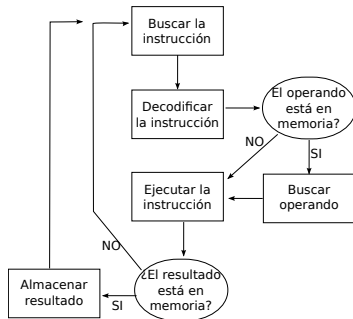 Buscar la
instrucción
Decodificar
la instrucción
El operando
está en
memoria?
NO
SI
Ejecutar la
instrucción
Buscar
operando
NO
Almacenar
resultado
SI
¿El resultado
está en
memoria?